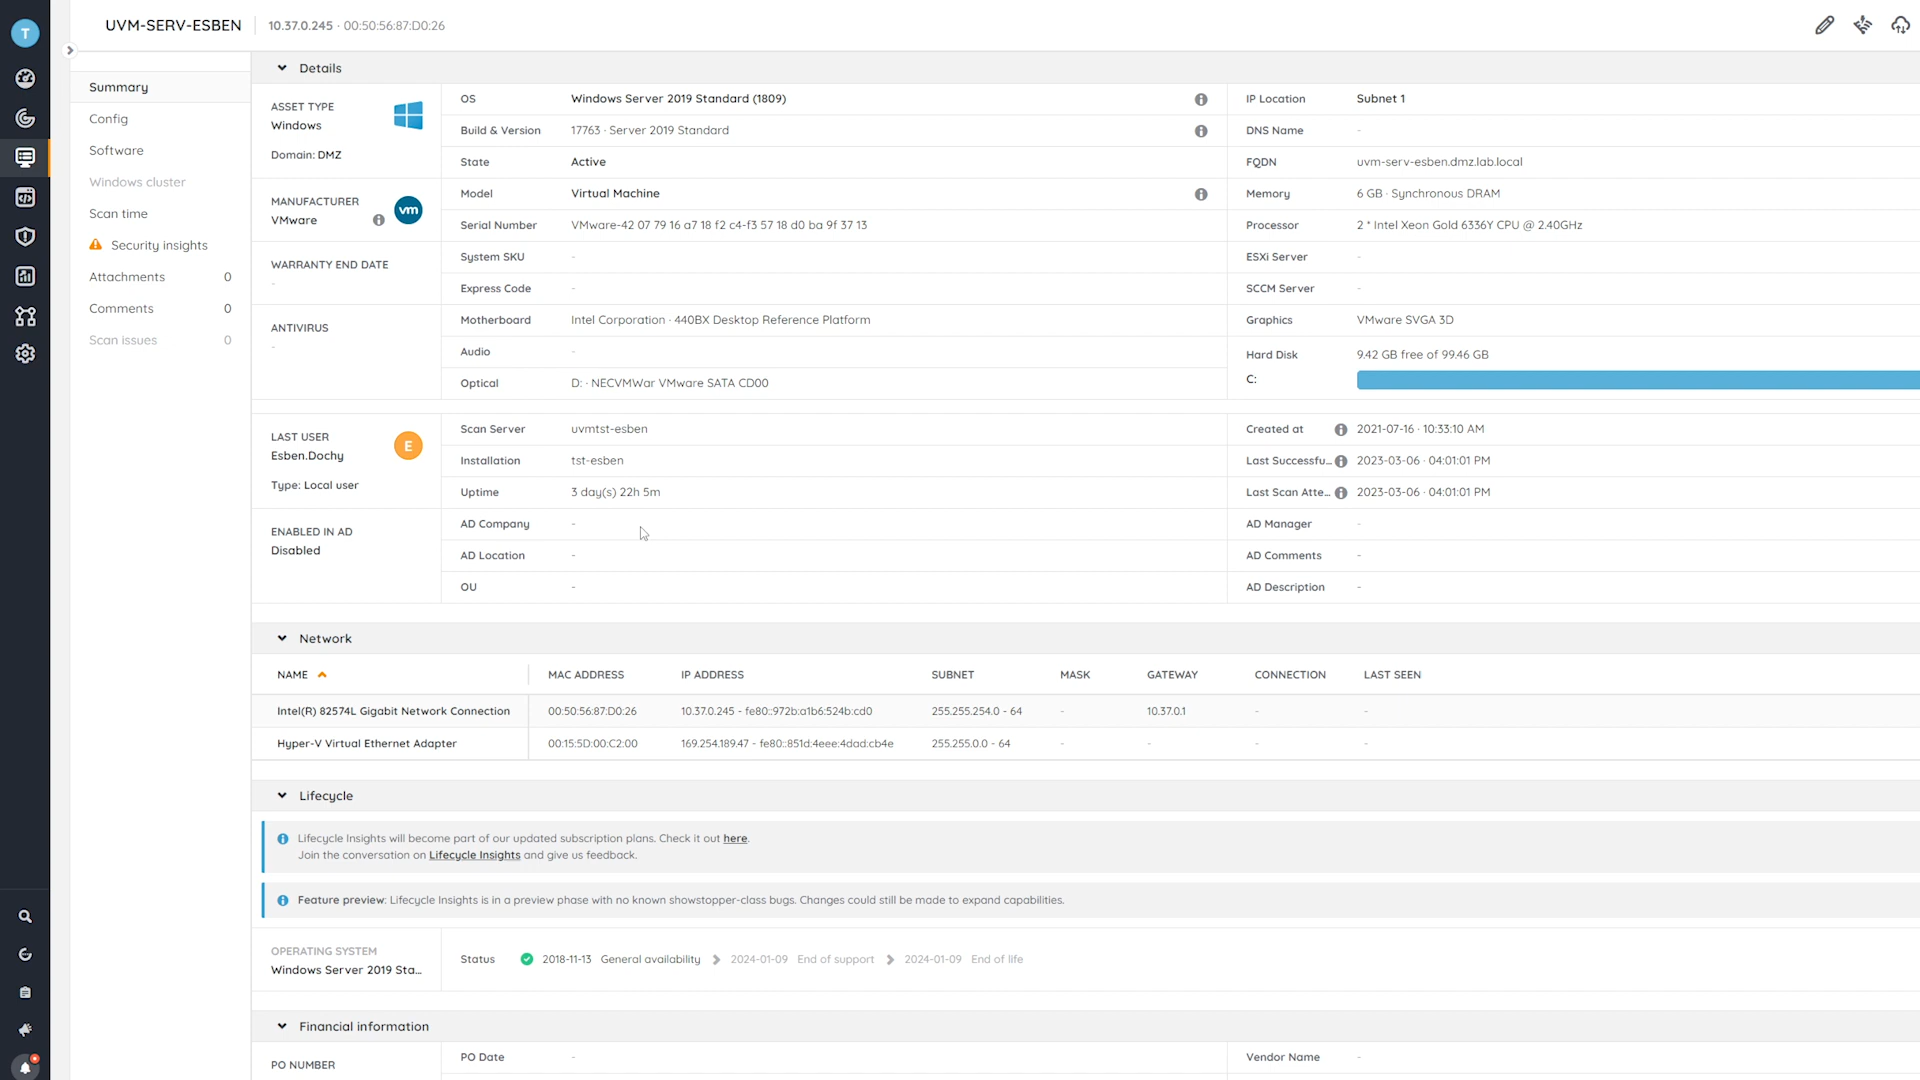 T
UVM-SERV-ESBEN
10.37.0.245 · 00:50:56:87:D0:26
Summary
Config
Software
Windows cluster
Scan time
Security insights
Attachments 0
Comments 0
Scan issues 0
Details
ASSET TYPE
Windows
Domain: DMZ
MANUFACTURER
VMware
vm
WARRANTY END DATE
-
ANTIVIRUS
-
OS Windows Server 2019 Standard (1809)
Build & Version 17763 · Server 2019 Standard
State Active
Model Virtual Machine
Serial Number VMware-42 07 79 16 a7 18 f2 c4-f3 57 18 d0 ba 9f 37 13
System SKU -
Express Code -
Motherboard Intel Corporation · 440BX Desktop Reference Platform
Audio -
Optical D: · NECVMWar VMware SATA CD00
IP Location Subnet 1
DNS Name -
FQDN uvm-serv-esben.dmz.lab.local
Memory 6 GB · Synchronous DRAM
Processor 2 * Intel Xeon Gold 6336Y CPU @ 2.40GHz
ESXi Server -
SCCM Server -
Graphics VMware SVGA 3D
Hard Disk 9.42 GB free of 99.46 GB
C:
LAST USER
Esben.Dochy
E
Type: Local user
ENABLED IN AD
Disabled
Scan Server uvmtst-esben
Installation tst-esben
Uptime 3 day(s) 22h 5m
AD Company -
AD Location -
OU -
Created at 2021-07-16 · 10:33:10 AM
Last Successfu... 2023-03-06 · 04:01:01 PM
Last Scan Atte... 2023-03-06 · 04:01:01 PM
AD Manager -
AD Comments -
AD Description -
Network
NAME MAC ADDRESS IP ADDRESS SUBNET MASK GATEWAY CONNECTION LAST SEEN
Intel(R) 82574L Gigabit Network Connection 00:50:56:87:D0:26 10.37.0.245 - fe80::972b:a1b6:524b:cd0 255.255.254.0 - 64 - 10.37.0.1 - -
Hyper-V Virtual Ethernet Adapter 00:15:5D:00:C2:00 169.254.189.47 - fe80::851d:4eee:4dad:cb4e 255.255.0.0 - 64 - - - -
Lifecycle
Lifecycle Insights will become part of our updated subscription plans. Check it out here.
Join the conversation on Lifecycle Insights and give us feedback.
Feature preview: Lifecycle Insights is in a preview phase with no known showstopper-class bugs. Changes could still be made to expand capabilities.
OPERATING SYSTEM
Windows Server 2019 Sta...
Status 2018-11-13 General availability 2024-01-09 End of support 2024-01-09 End of life
Financial information
PO NUMBER
PO Date -
Vendor Name -